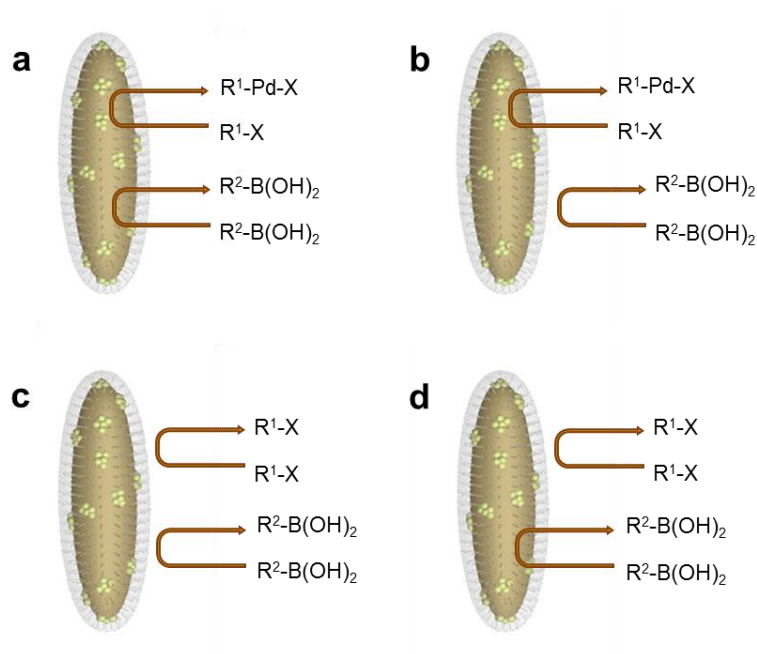 a
R¹-Pd-X
R¹-X
R²-B(OH)₂
R²-B(OH)₂
b
R¹-Pd-X
R¹-X
R²-B(OH)₂
R²-B(OH)₂
c
R¹-X
R¹-X
R²-B(OH)₂
R²-B(OH)₂
d
R¹-X
R¹-X
R²-B(OH)₂
R²-B(OH)₂